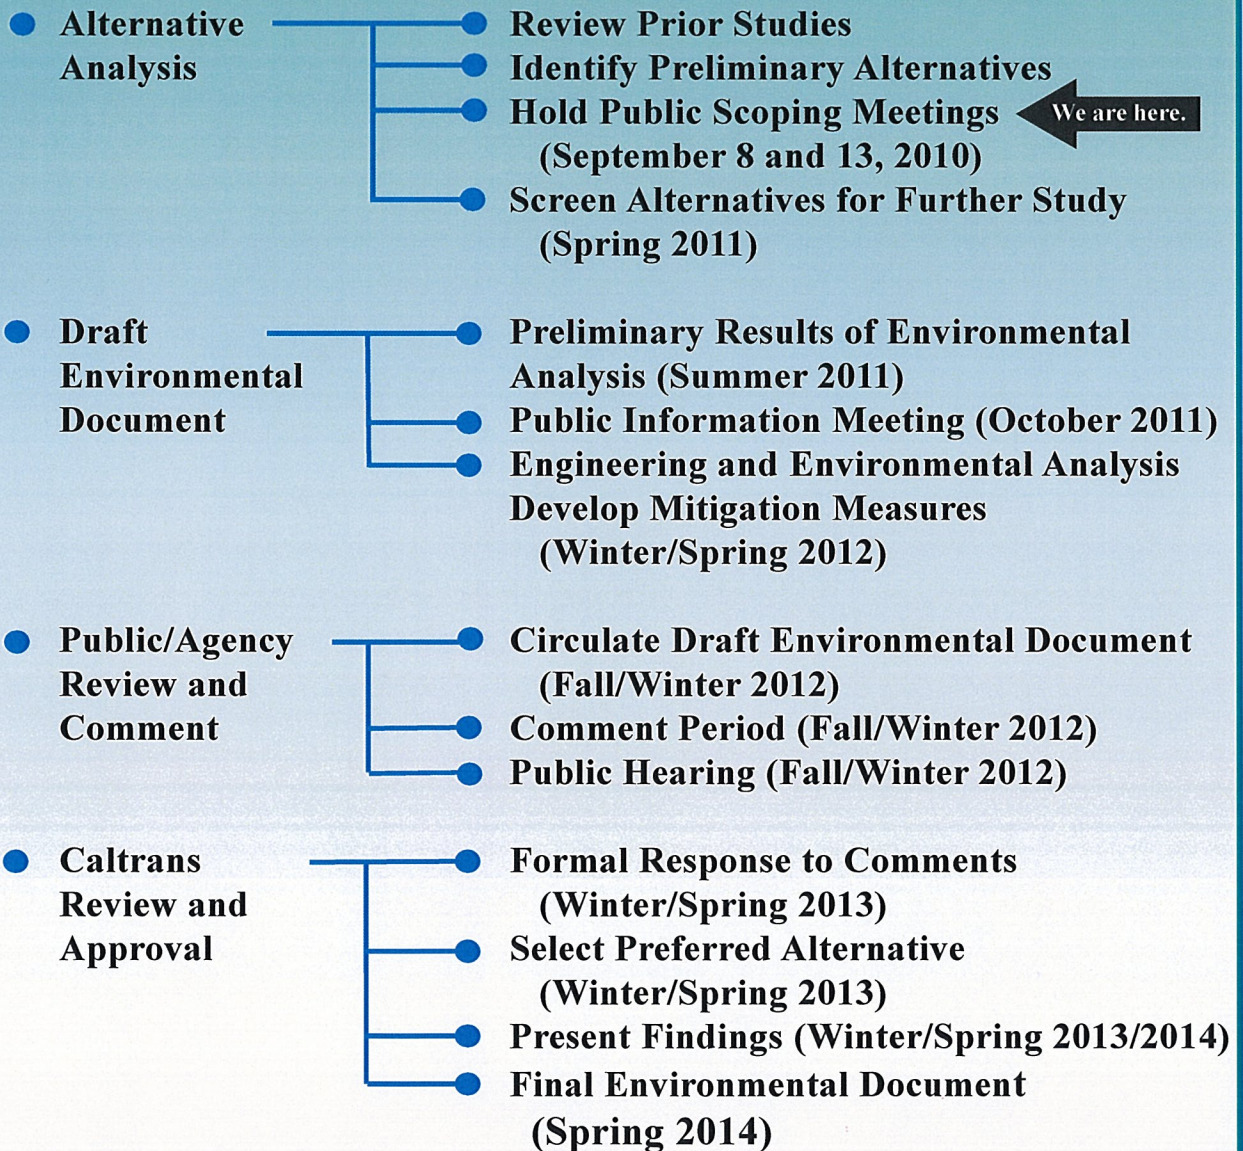 Alternative
Analysis
Review Prior Studies
Identify Preliminary Alternatives
Hold Public Scoping Meetings
We are here.
(September 8 and 13, 2010)
Screen Alternatives for Further Study
(Spring 2011)
Draft
Environmental
Document
Preliminary Results of Environmental
Analysis (Summer 2011)
Public Information Meeting (October 2011)
Engineering and Environmental Analysis
Develop Mitigation Measures
(Winter/Spring 2012)
Public/Agency
Review and
Comment
Circulate Draft Environmental Document
(Fall/Winter 2012)
Comment Period (Fall/Winter 2012)
Public Hearing (Fall/Winter 2012)
Caltrans
Review and
Approval
Formal Response to Comments
(Winter/Spring 2013)
Select Preferred Alternative
(Winter/Spring 2013)
Present Findings (Winter/Spring 2013/2014)
Final Environmental Document
(Spring 2014)